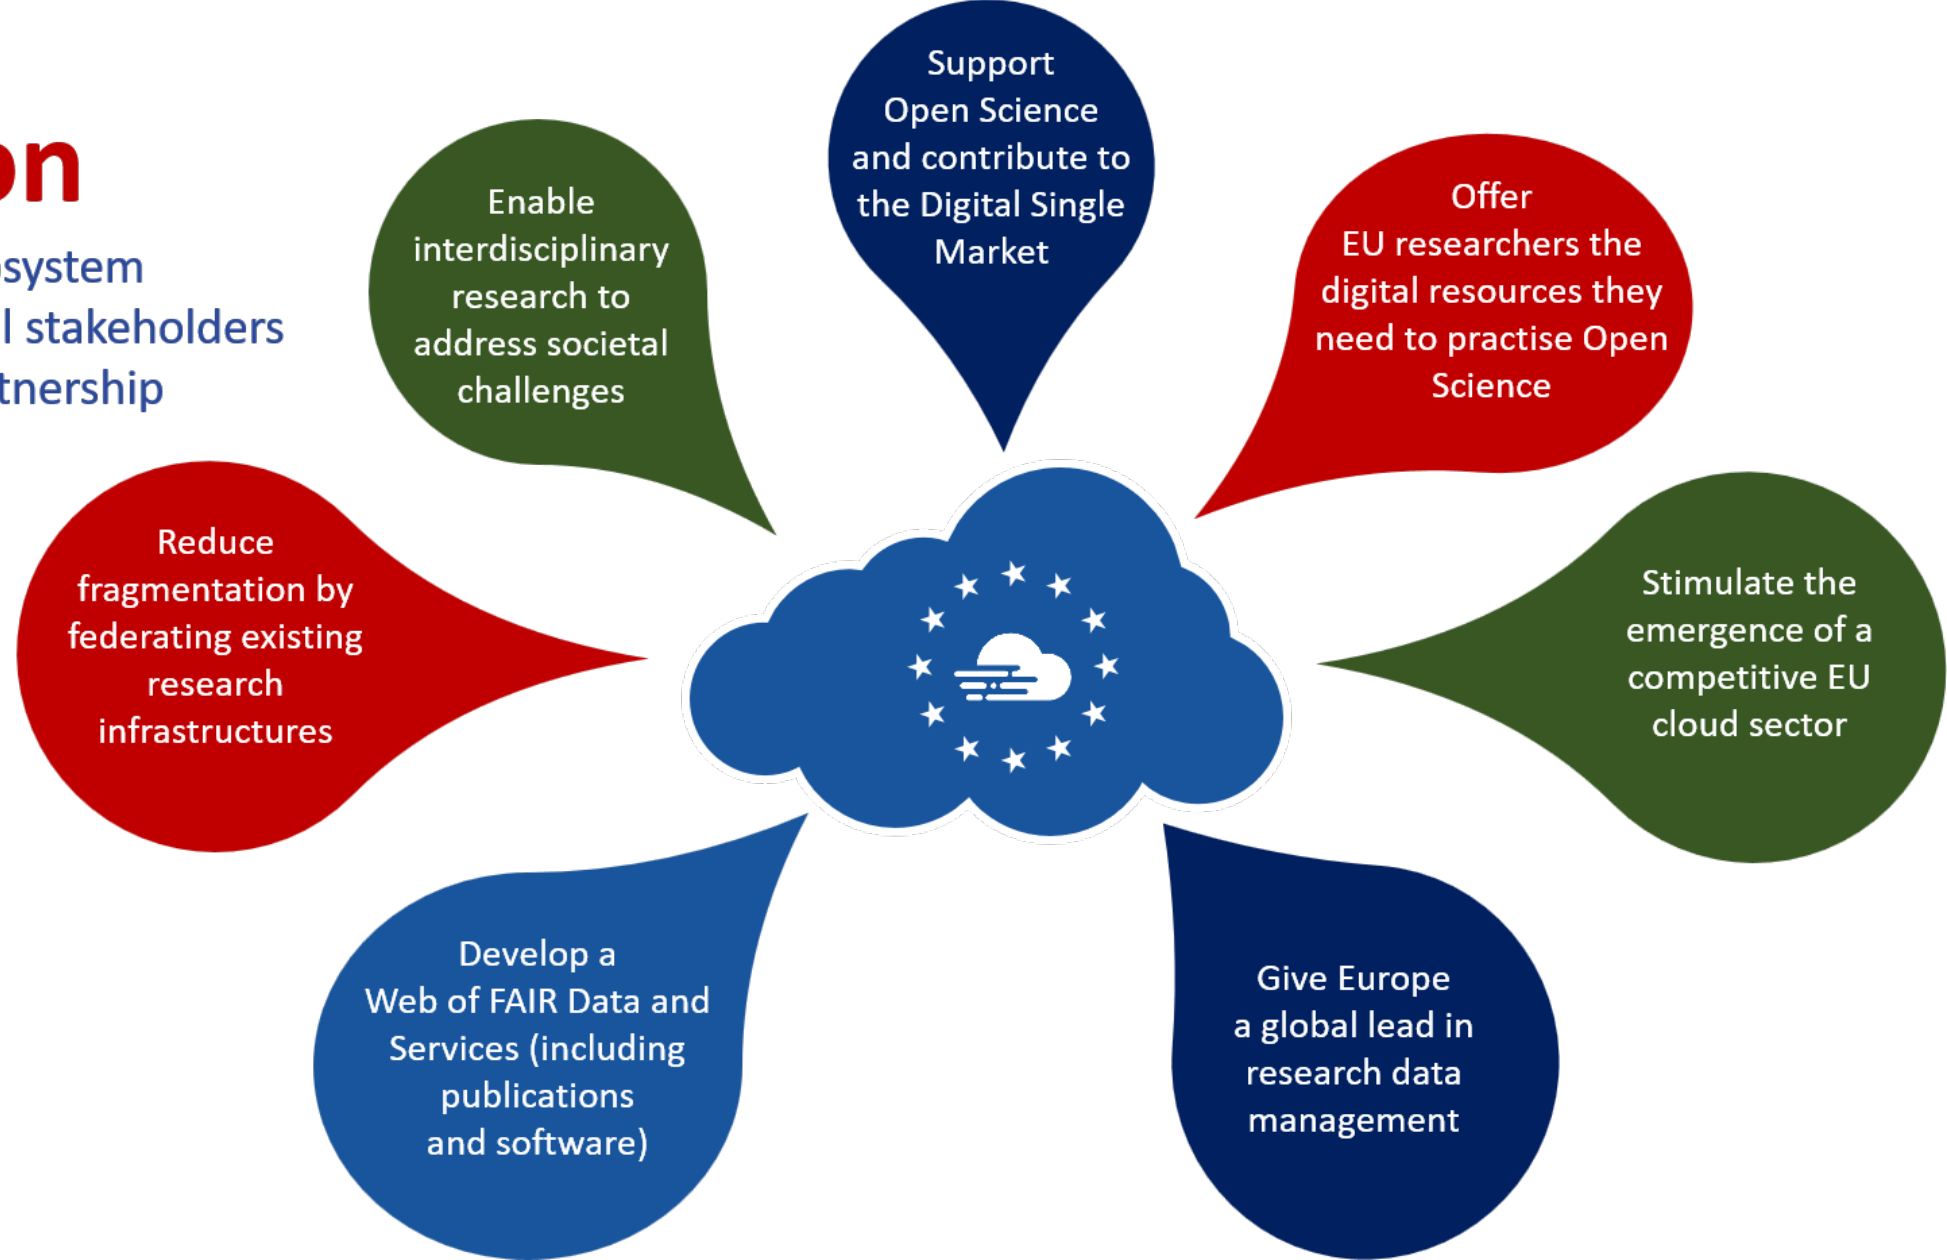 on
system
l stakeholders
tnership
Support
Open Science
and contribute to
the Digital Single
Market
Enable
interdisciplinary
research to
address societal
challenges
Offer
EU researchers the
digital resources they
need to practise Open
Science
Reduce
fragmentation by
federating existing
research
infrastructures
Stimulate the
emergence of a
competitive EU
cloud sector
Develop a
Web of FAIR Data and
Services (including
publications
and software)
Give Europe
a global lead in
research data
management